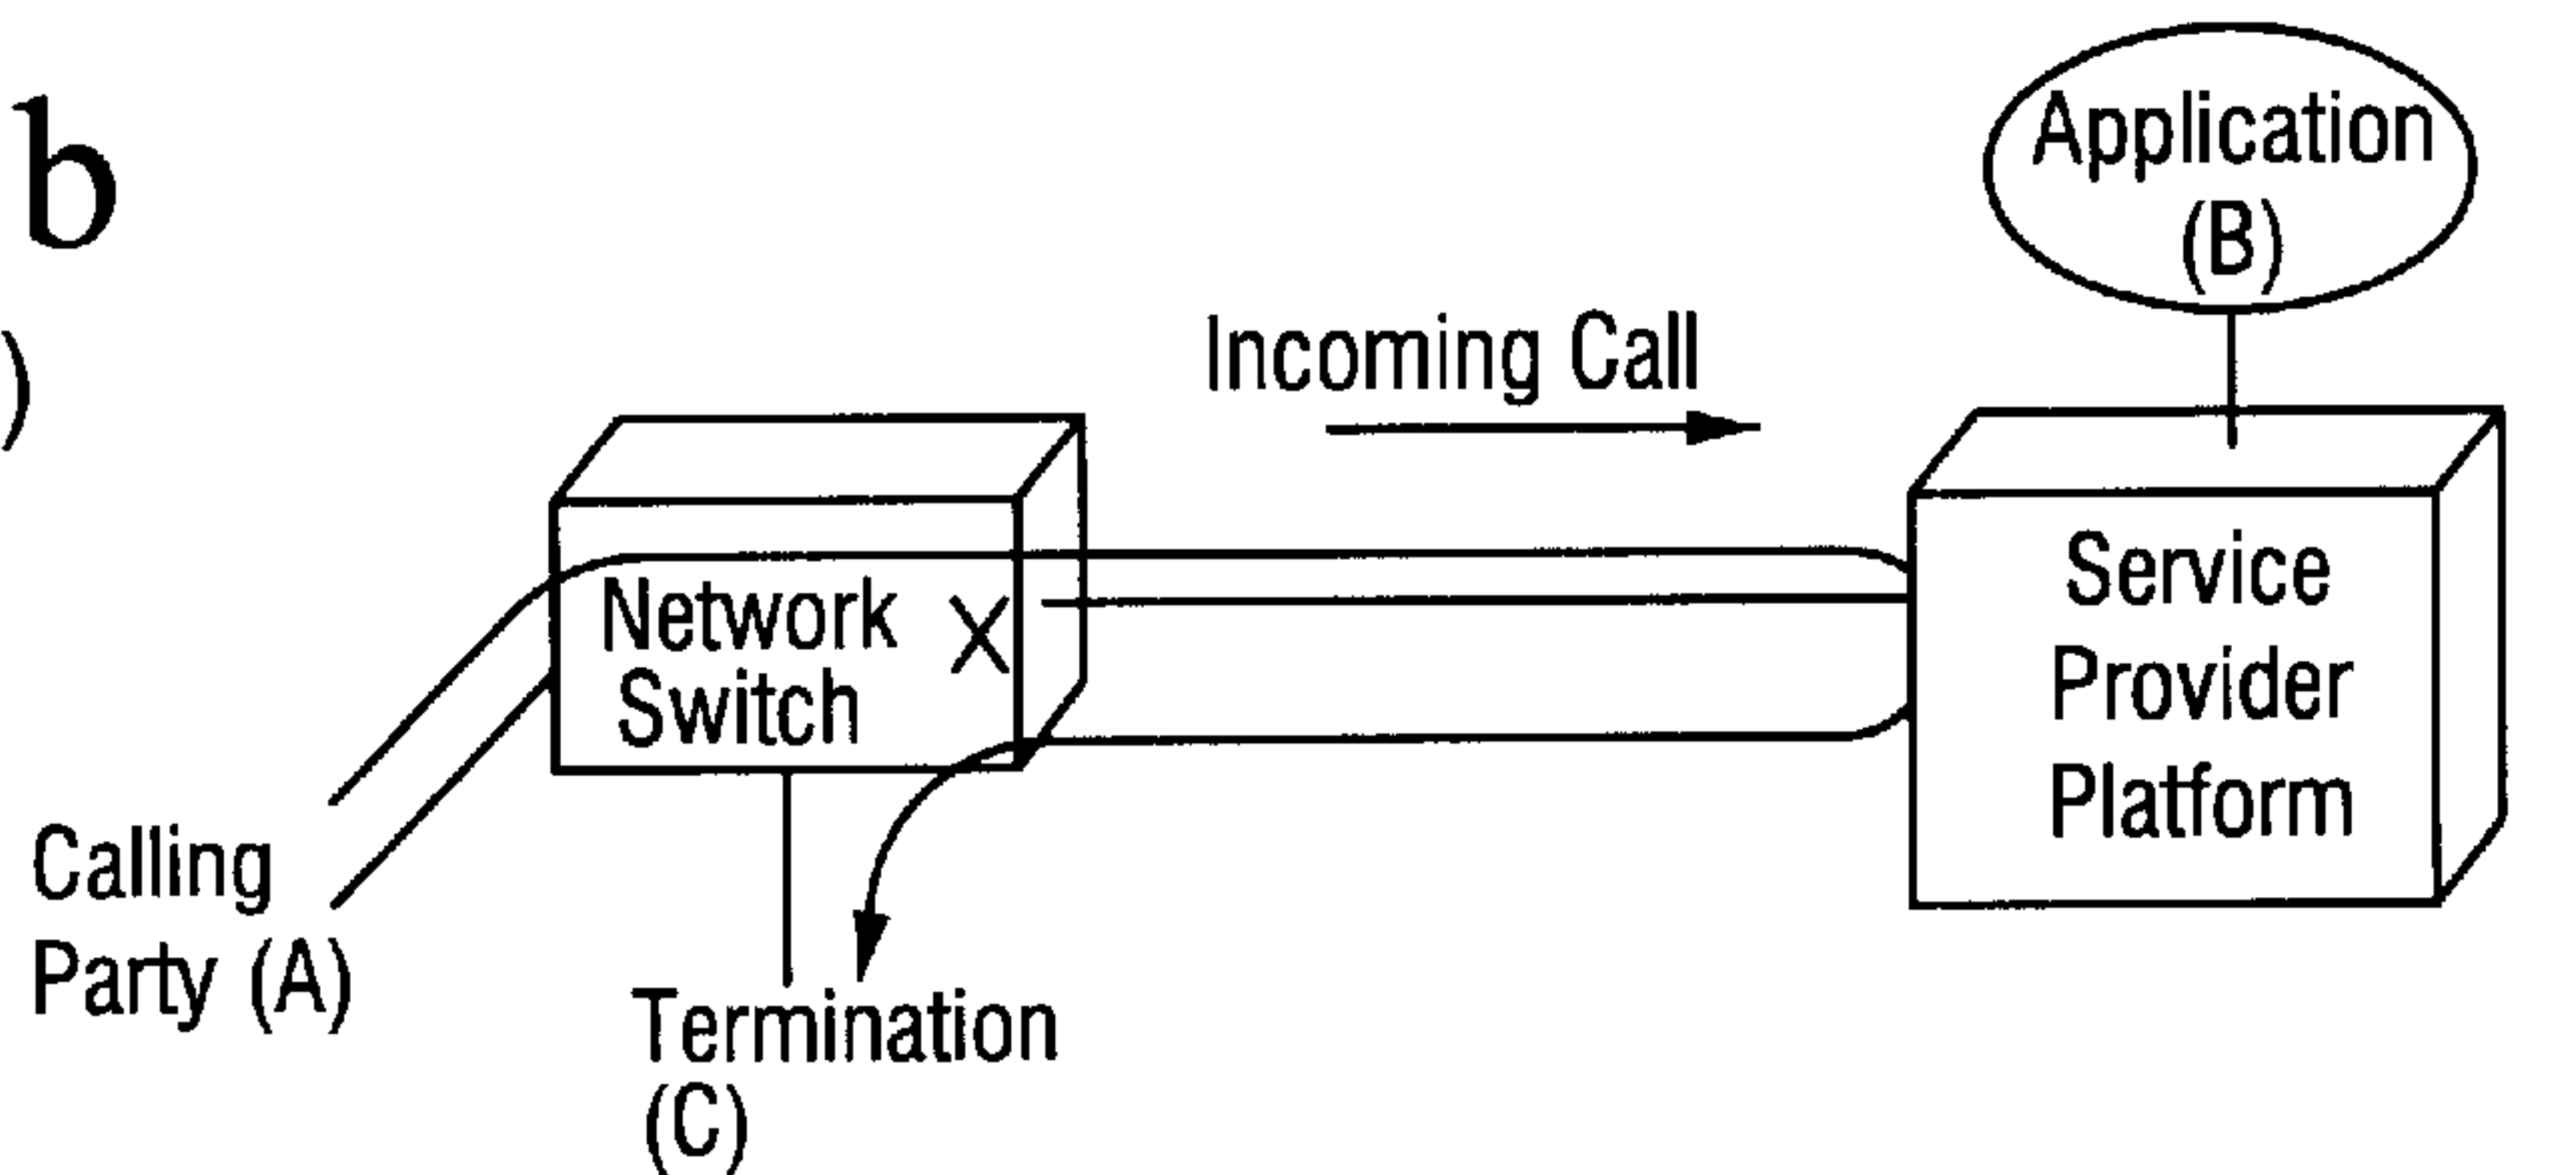 b
)
Application
(B)
Incoming Call
Network
Switch
X
Service
Provider
Platform
Calling
Party (A)
Termination
(C)